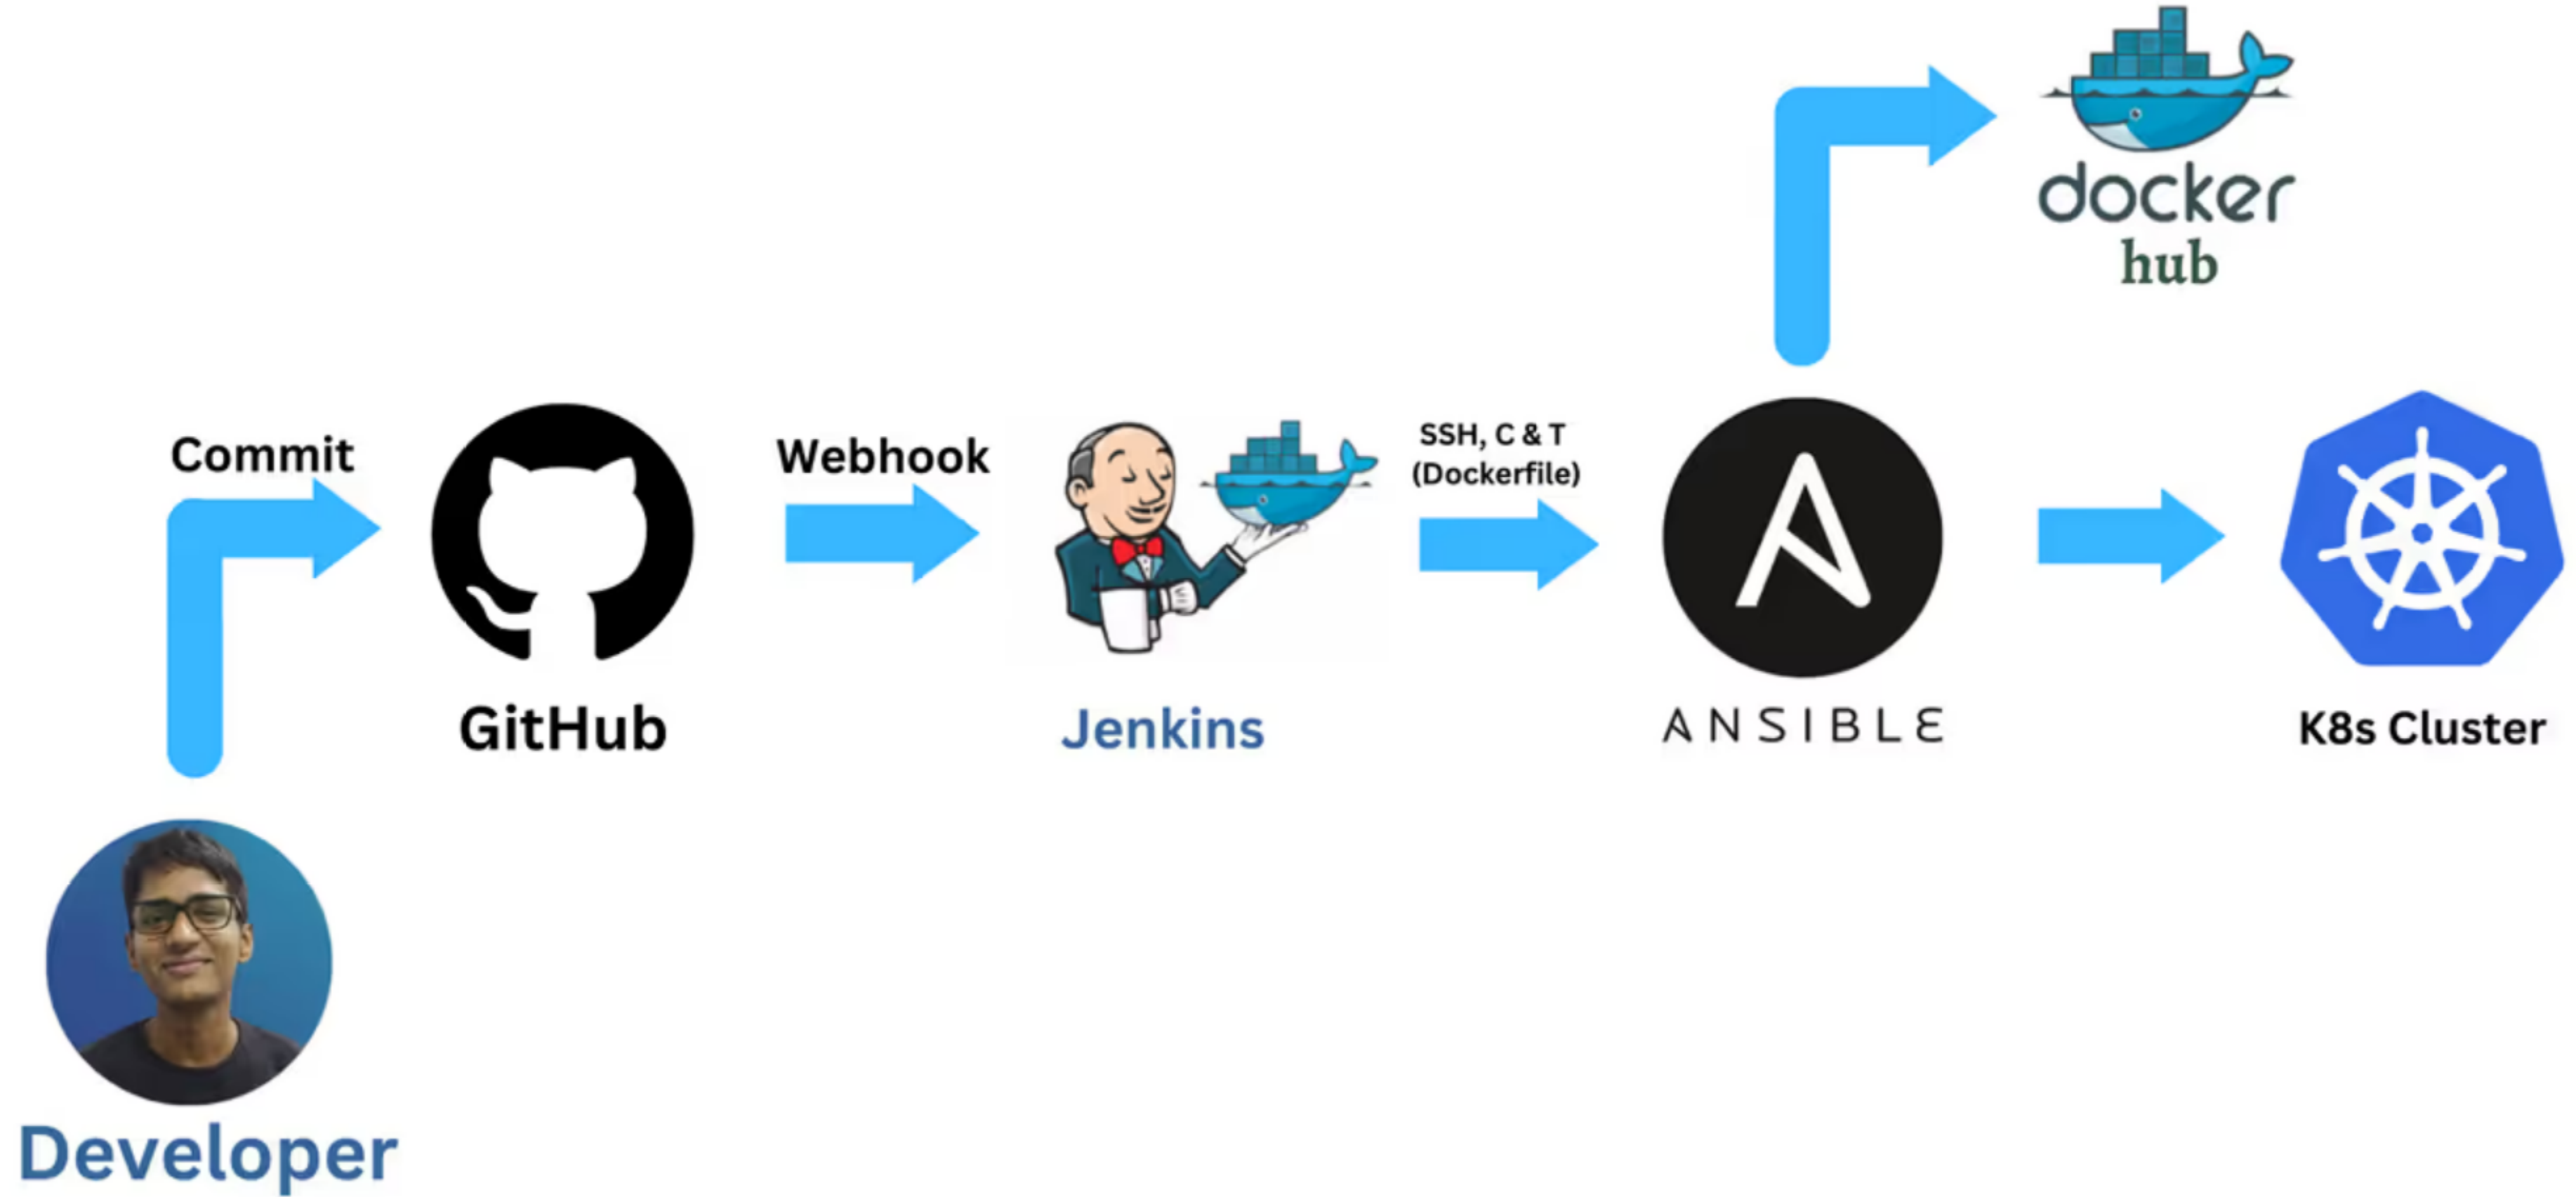 docker
hub
Commit
GitHub
Webhook
Jenkins
SSH, C & T
(Dockerfile)
ANSIBLE
K8s Cluster
Developer